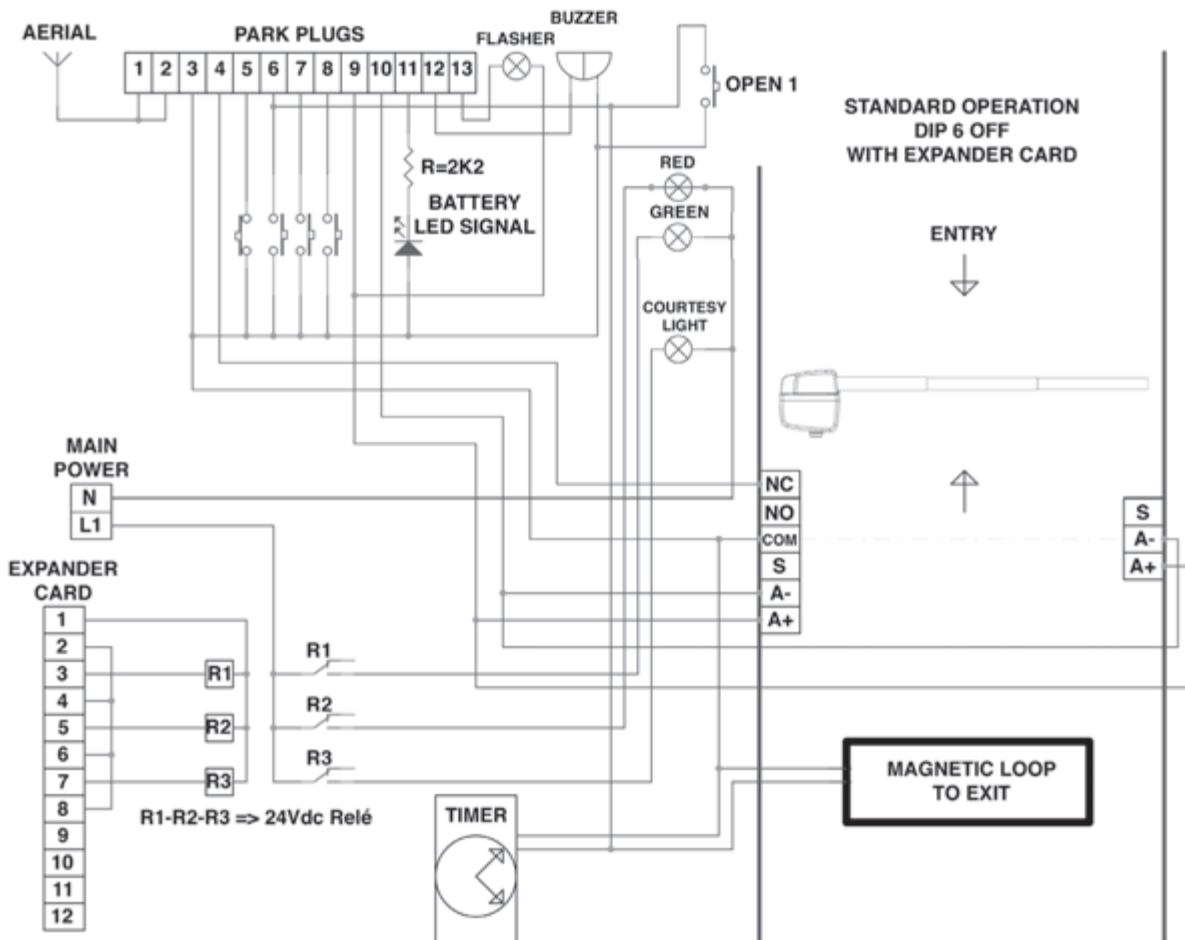 AERIAL
PARK PLUGS
1 2 3 4 5 6 7 8 9 10 11 12 13
FLASHER
BUZZER
OPEN 1
R=2K2
BATTERY
LED SIGNAL
RED
GREEN
COURTESY
LIGHT
STANDARD OPERATION
DIP 6 OFF
WITH EXPANDER CARD
ENTRY
MAIN
POWER
N
L1
NC
NO
COM
S
A-
A+
S
A-
A+
EXPANDER
CARD
1
2
3
4
5
6
7
8
9
10
11
12
R1
R2
R3
R1
R2
R3
R1-R2-R3 => 24Vdc Relé
TIMER
MAGNETIC LOOP
TO EXIT